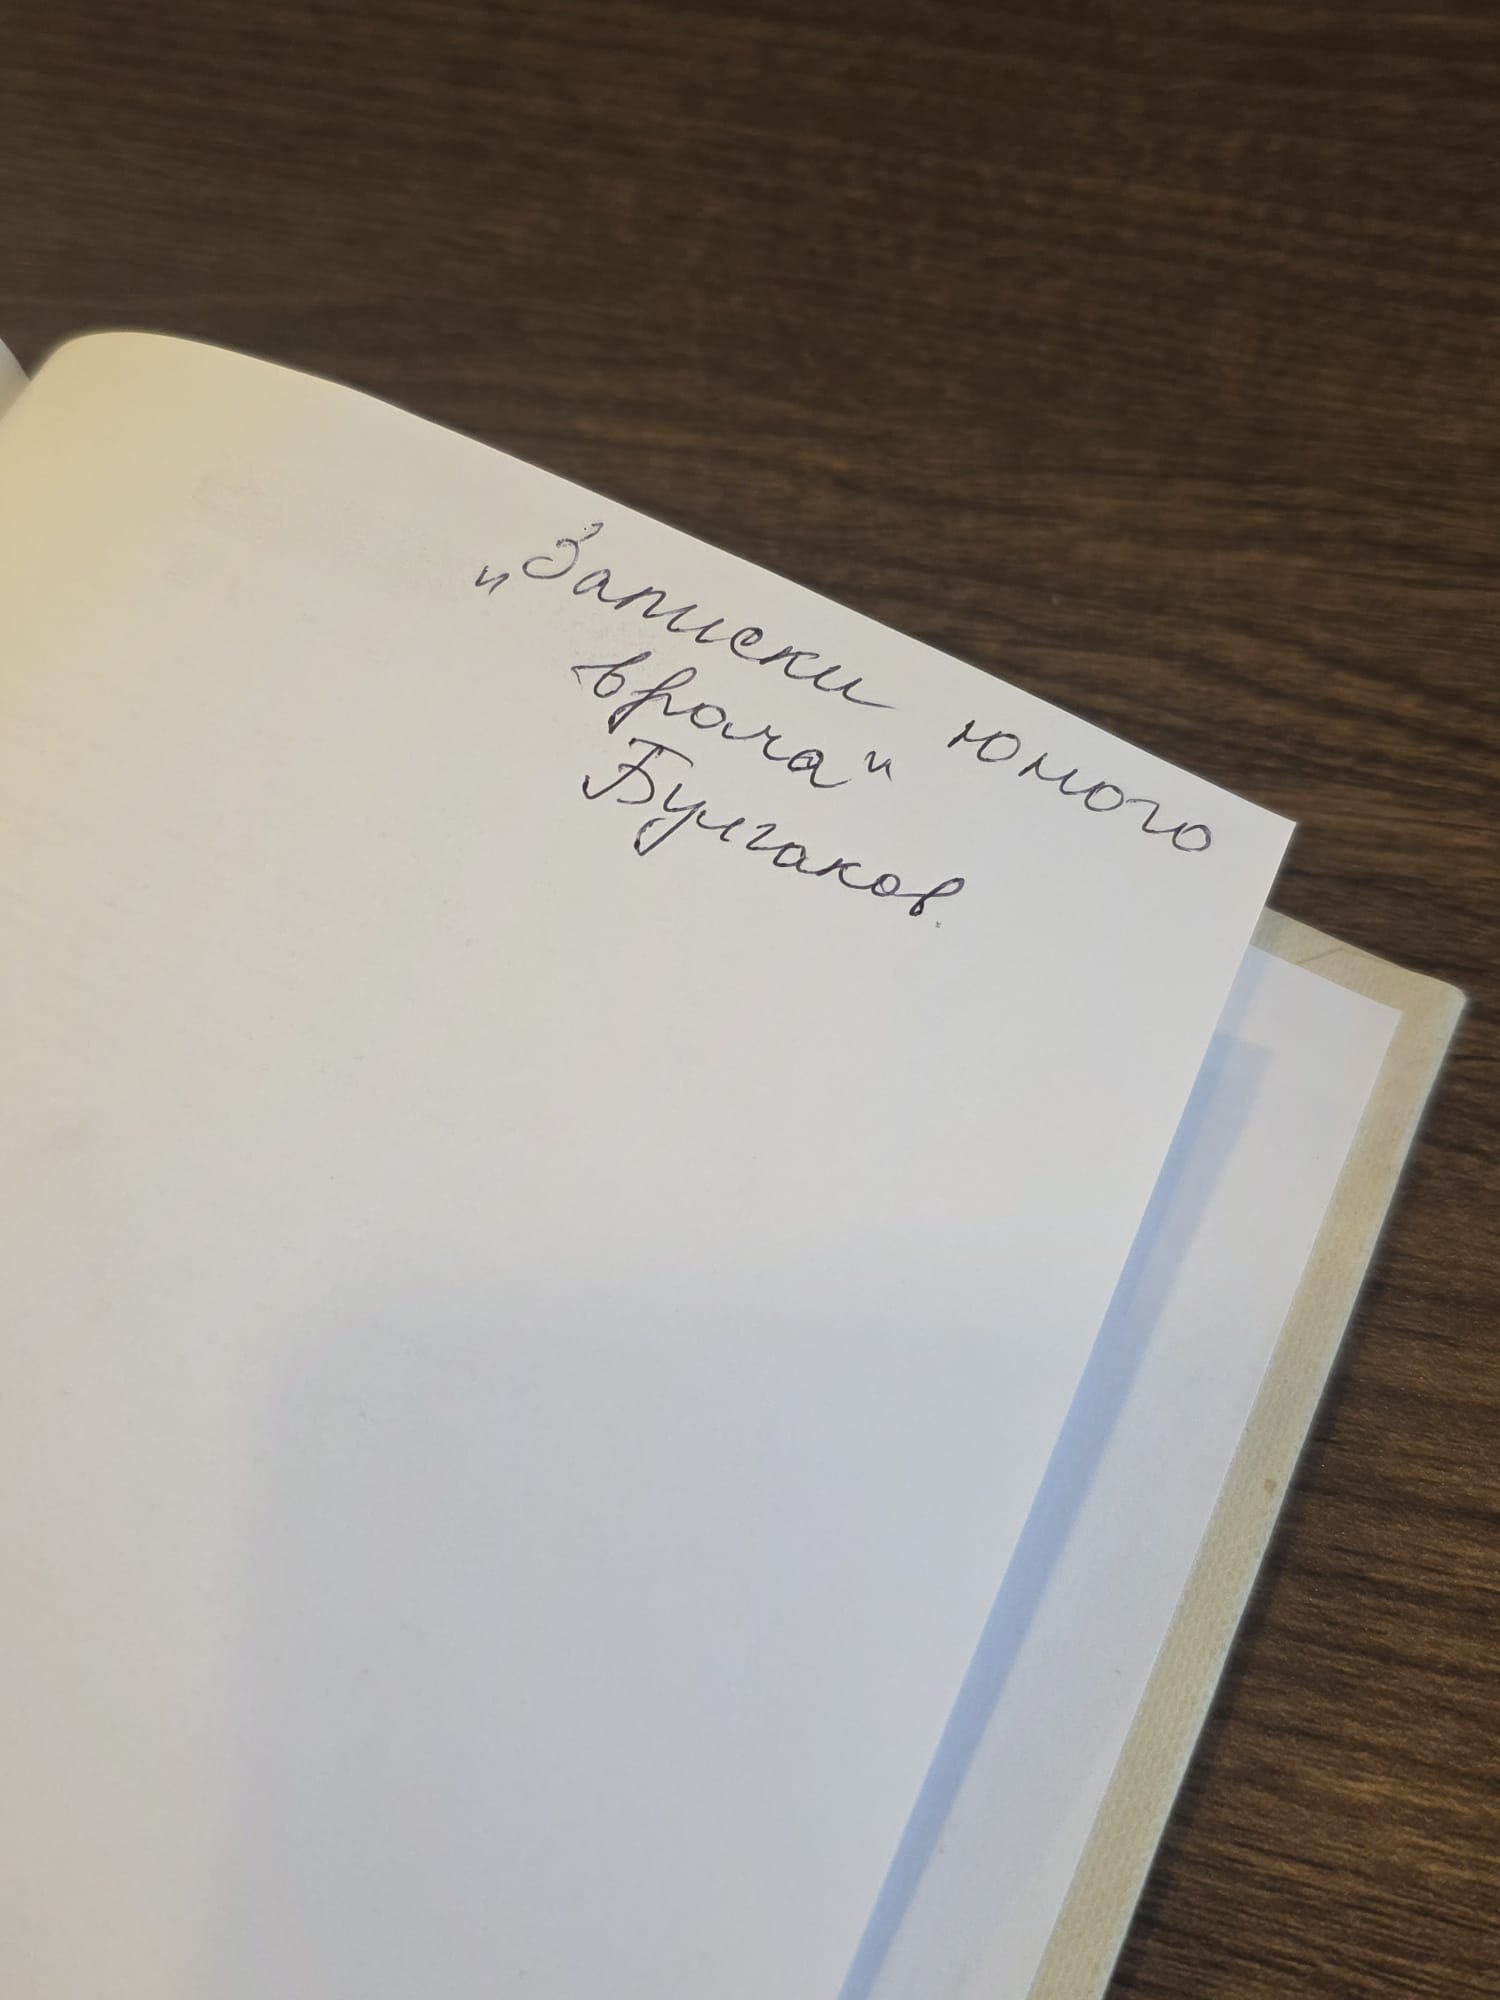 „Записки юного
врача"
Булгаков.